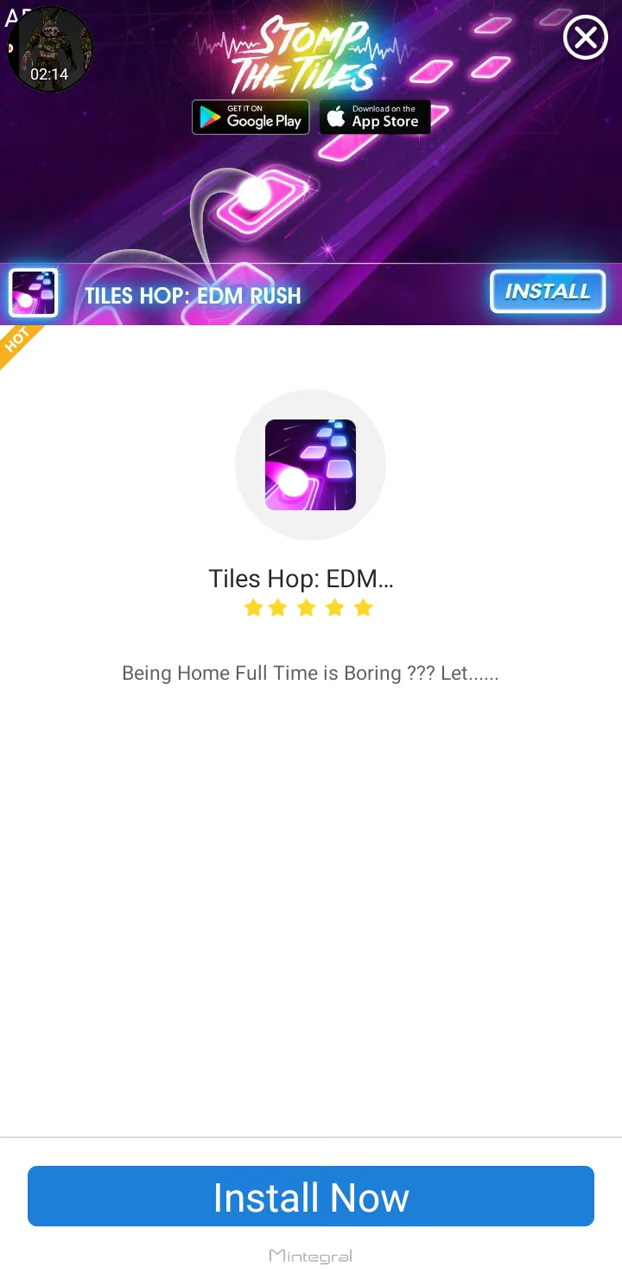 02:14
STOMP
THE TILES
GET IT ON
Google Play
Download on the
App Store
TILES HOP: EDM RUSH
INSTALL
HOT
Tiles Hop: EDM...
Being Home Full Time is Boring ??? Let......
Install Now
Mintegral